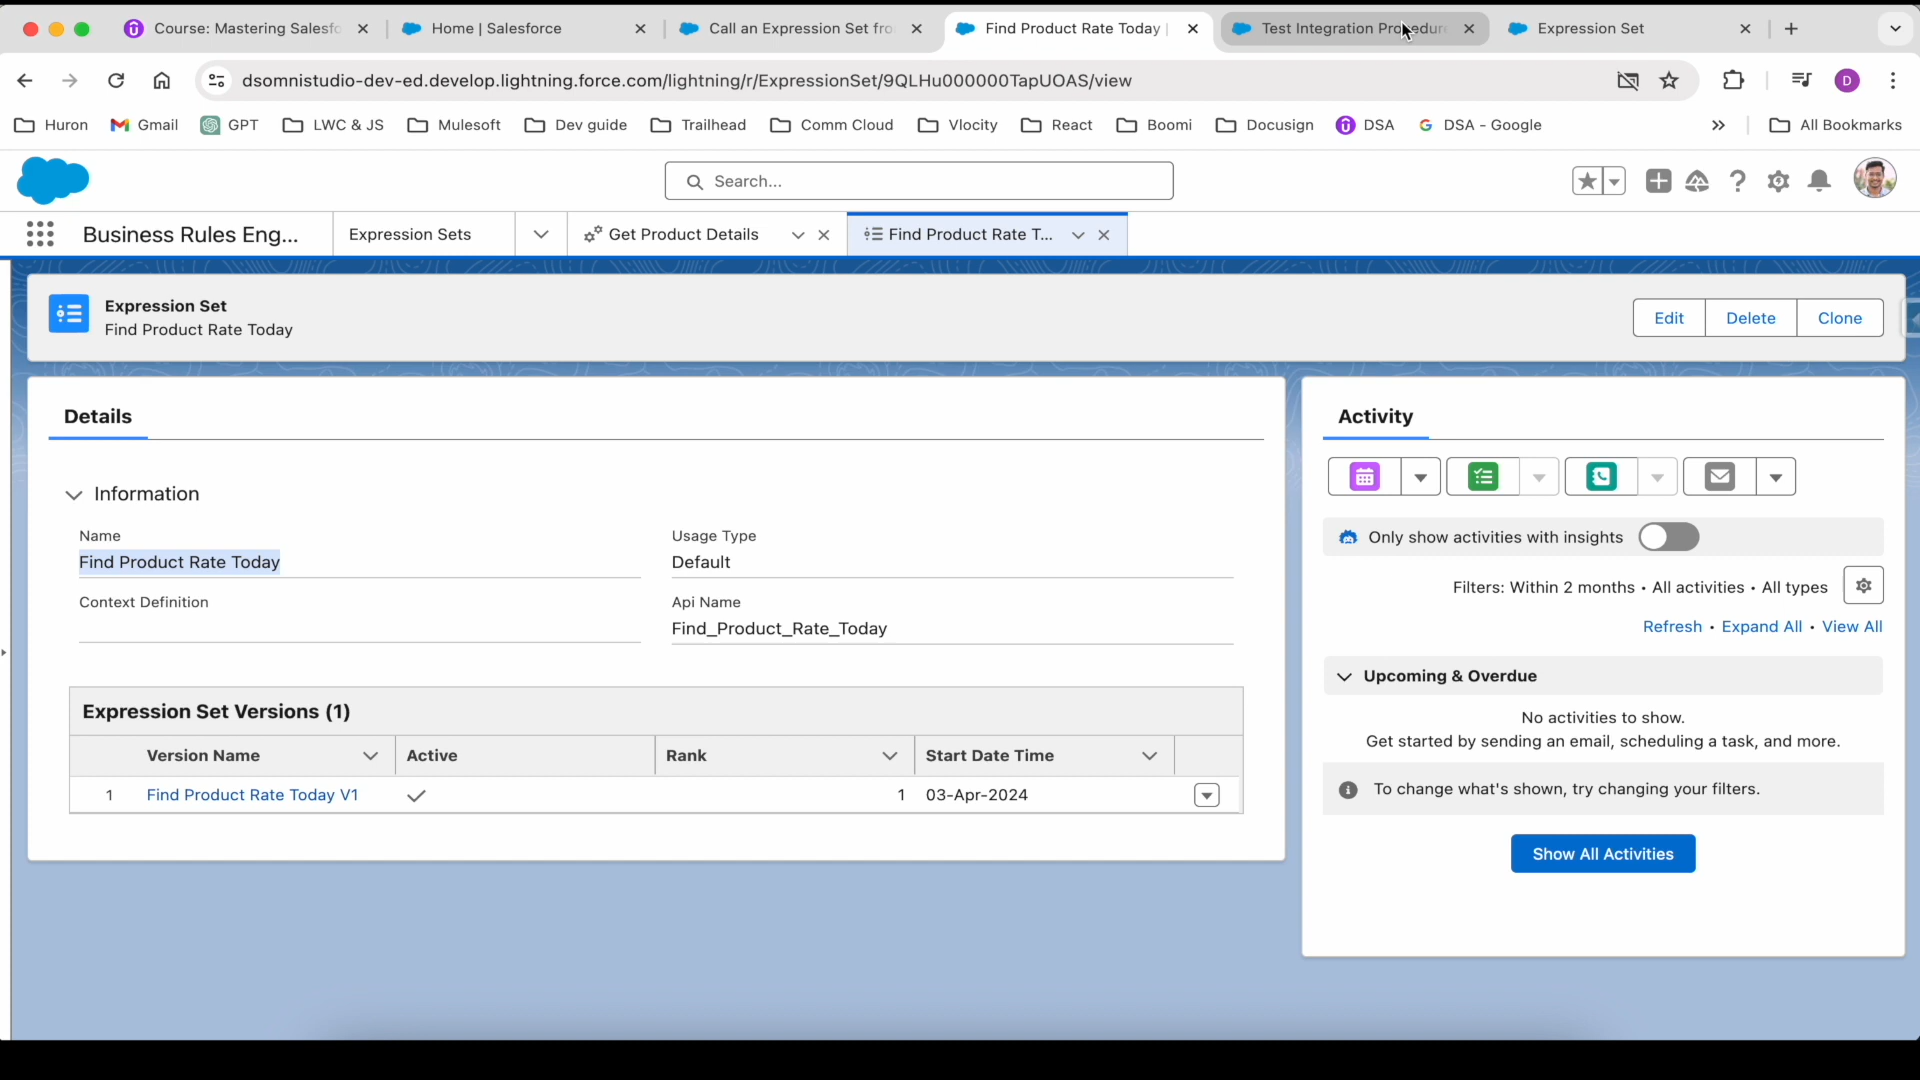 Course: Mastering Salesfo
Home | Salesforce
Call an Expression Set fro
Find Product Rate Today |
Test Integration Procedure
Expression Set
dsomnistudio-dev-ed.develop.lightning.force.com/lightning/r/ExpressionSet/9QLHu000000TapUOAS/view
D
Huron
Gmail
GPT
LWC & JS
Mulesoft
Dev guide
Trailhead
Comm Cloud
Vlocity
React
Boomi
Docusign
DSA
DSA - Google
All Bookmarks
Search...
Business Rules Eng...
Expression Sets
Get Product Details
Find Product Rate T...
Expression Set
Find Product Rate Today
Edit
Delete
Clone
Details
Information
Name
Find Product Rate Today
Usage Type
Default
Context Definition
Api Name
Find_Product_Rate_Today
Expression Set Versions (1)
Version Name
Active
Rank
Start Date Time
1 Find Product Rate Today V1 1 03-Apr-2024
Activity
Only show activities with insights
Filters: Within 2 months • All activities • All types
Refresh • Expand All • View All
Upcoming & Overdue
No activities to show.
Get started by sending an email, scheduling a task, and more.
To change what's shown, try changing your filters.
Show All Activities